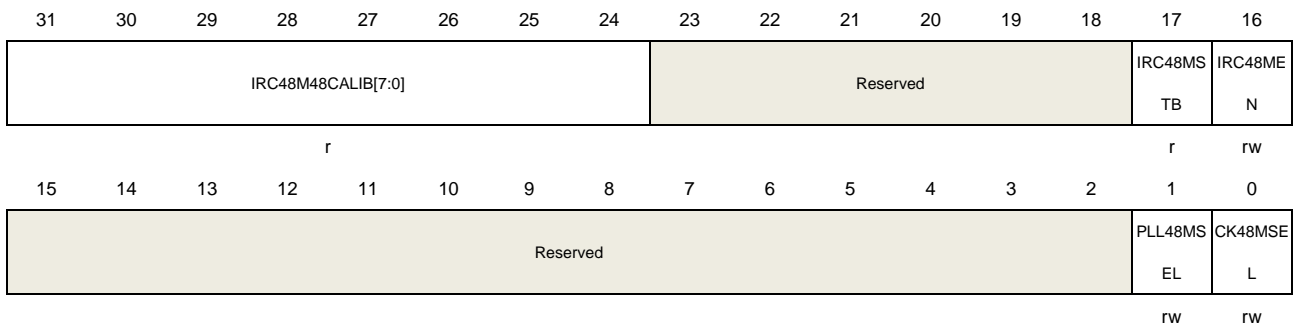 31 30 29 28 27 26 25 24 23 22 21 20 19 18 17 16
IRC48M48CALIB[7:0] Reserved IRC48MS IRC48ME
TB N
r r rw
15 14 13 12 11 10 9 8 7 6 5 4 3 2 1 0
Reserved PLL48MS CK48MSE
EL L
rw rw